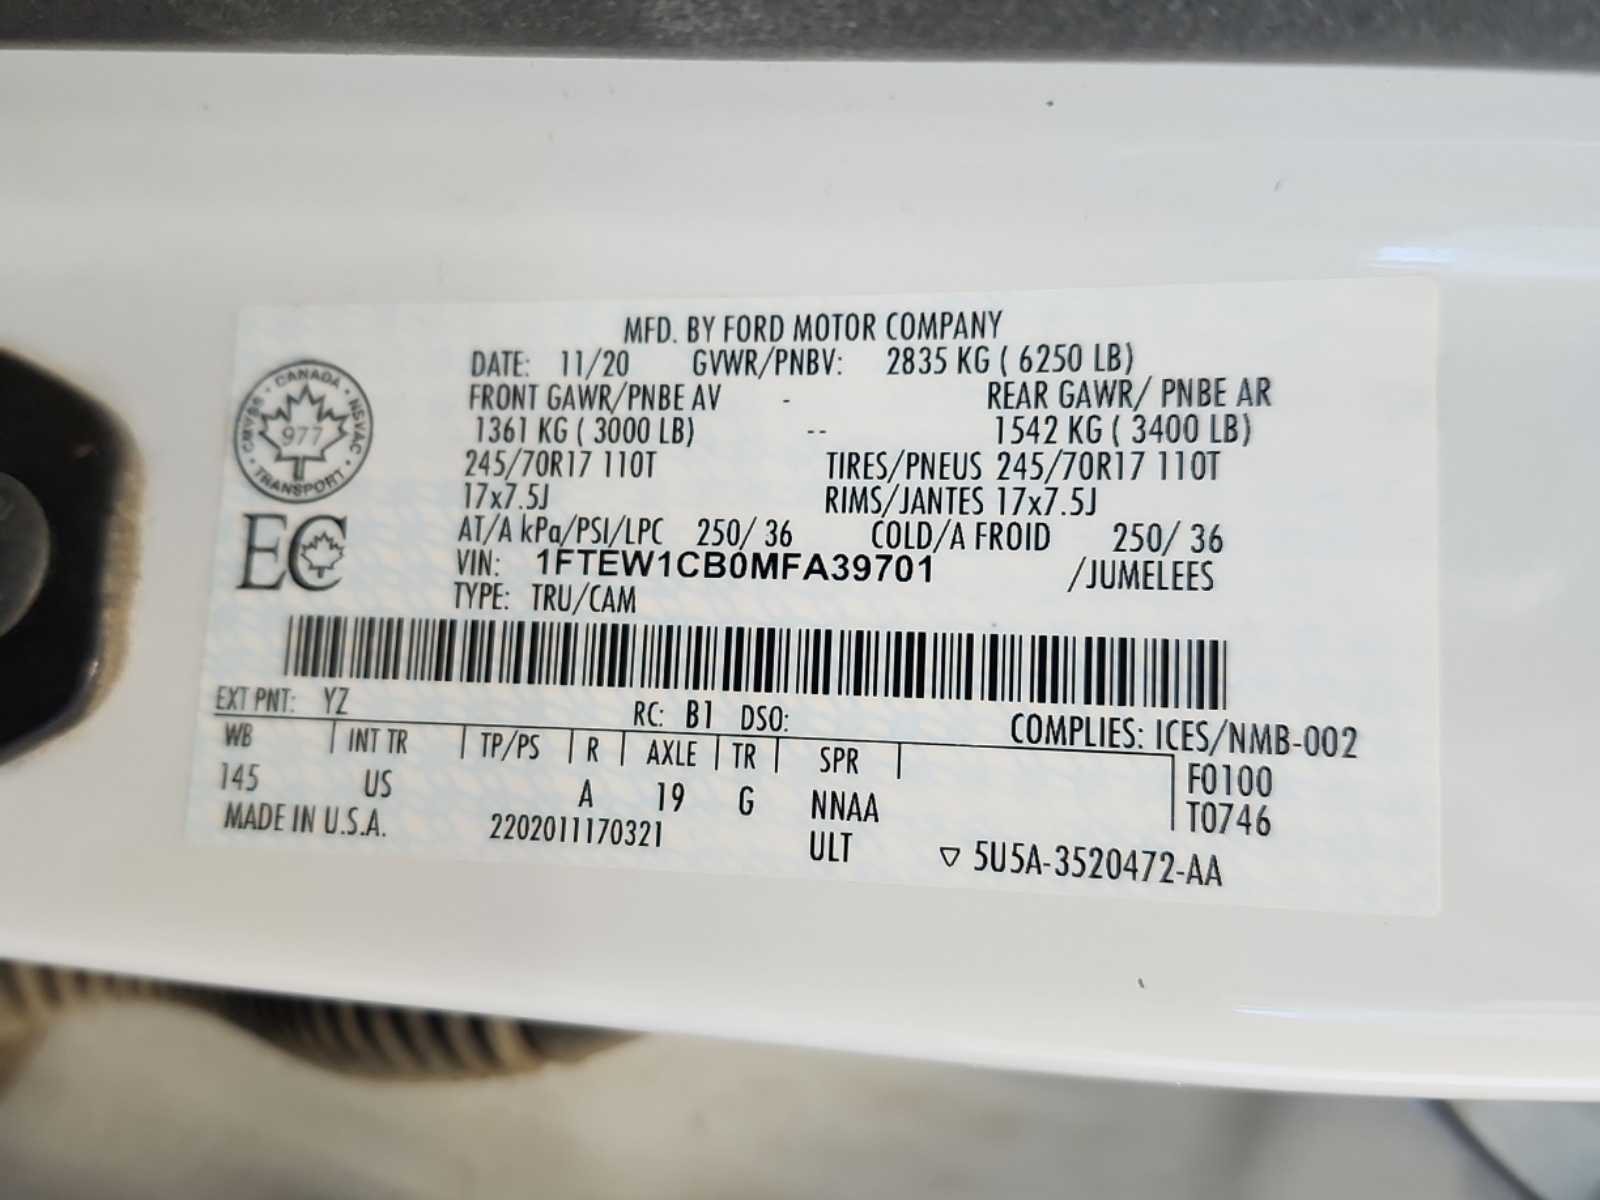 MFD. BY FORD MOTOR COMPANY
DATE: 11/20 GVWR/PNBV: 2835 KG ( 6250 LB)
FRONT GAWR/PNBE AV - REAR GAWR/ PNBE AR
1361 KG ( 3000 LB) -- 1542 KG ( 3400 LB)
245/70R17 110T TIRES/PNEUS 245/70R17 110T
17x7.5J RIMS/JANTES 17x7.5J
AT/A kPa/PSI/LPC 250/ 36 COLD/A FROID 250/ 36
VIN: 1FTEW1CB0MFA39701 /JUMELEES
TYPE: TRU/CAM
CANADA
CMVSS 977 NSVAC
TRANSPORT
EC
EXT PNT: YZ RC: B1 DSO: COMPLIES: ICES/NMB-002
WB INT TR TP/PS R AXLE TR SPR F0100
145 US A 19 G NNAA T0746
MADE IN U.S.A. 2202011170321 ULT ▽ 5U5A-3520472-AA